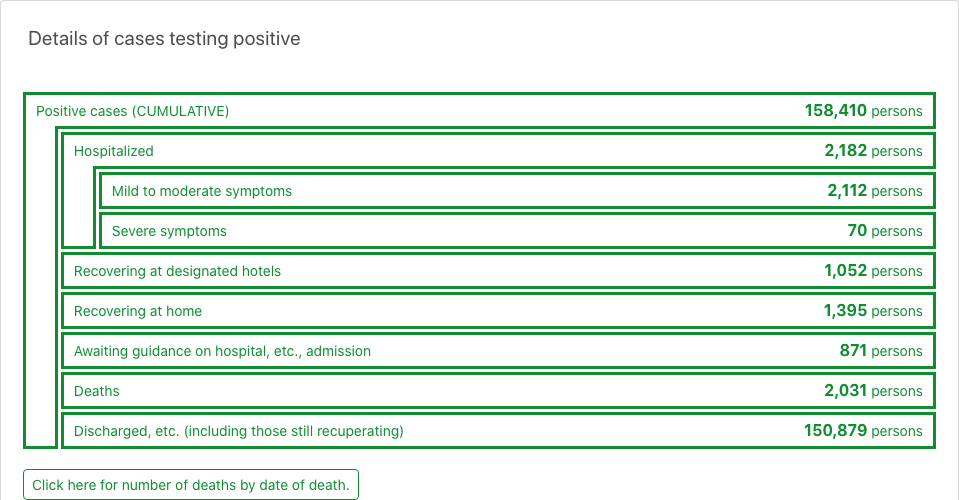 Details of cases testing positive
Positive cases (CUMULATIVE) 158,410 persons
Hospitalized 2,182 persons
Mild to moderate symptoms 2,112 persons
Severe symptoms 70 persons
Recovering at designated hotels 1,052 persons
Recovering at home 1,395 persons
Awaiting guidance on hospital, etc., admission 871 persons
Deaths 2,031 persons
Discharged, etc. (including those still recuperating) 150,879 persons
Click here for number of deaths by date of death.